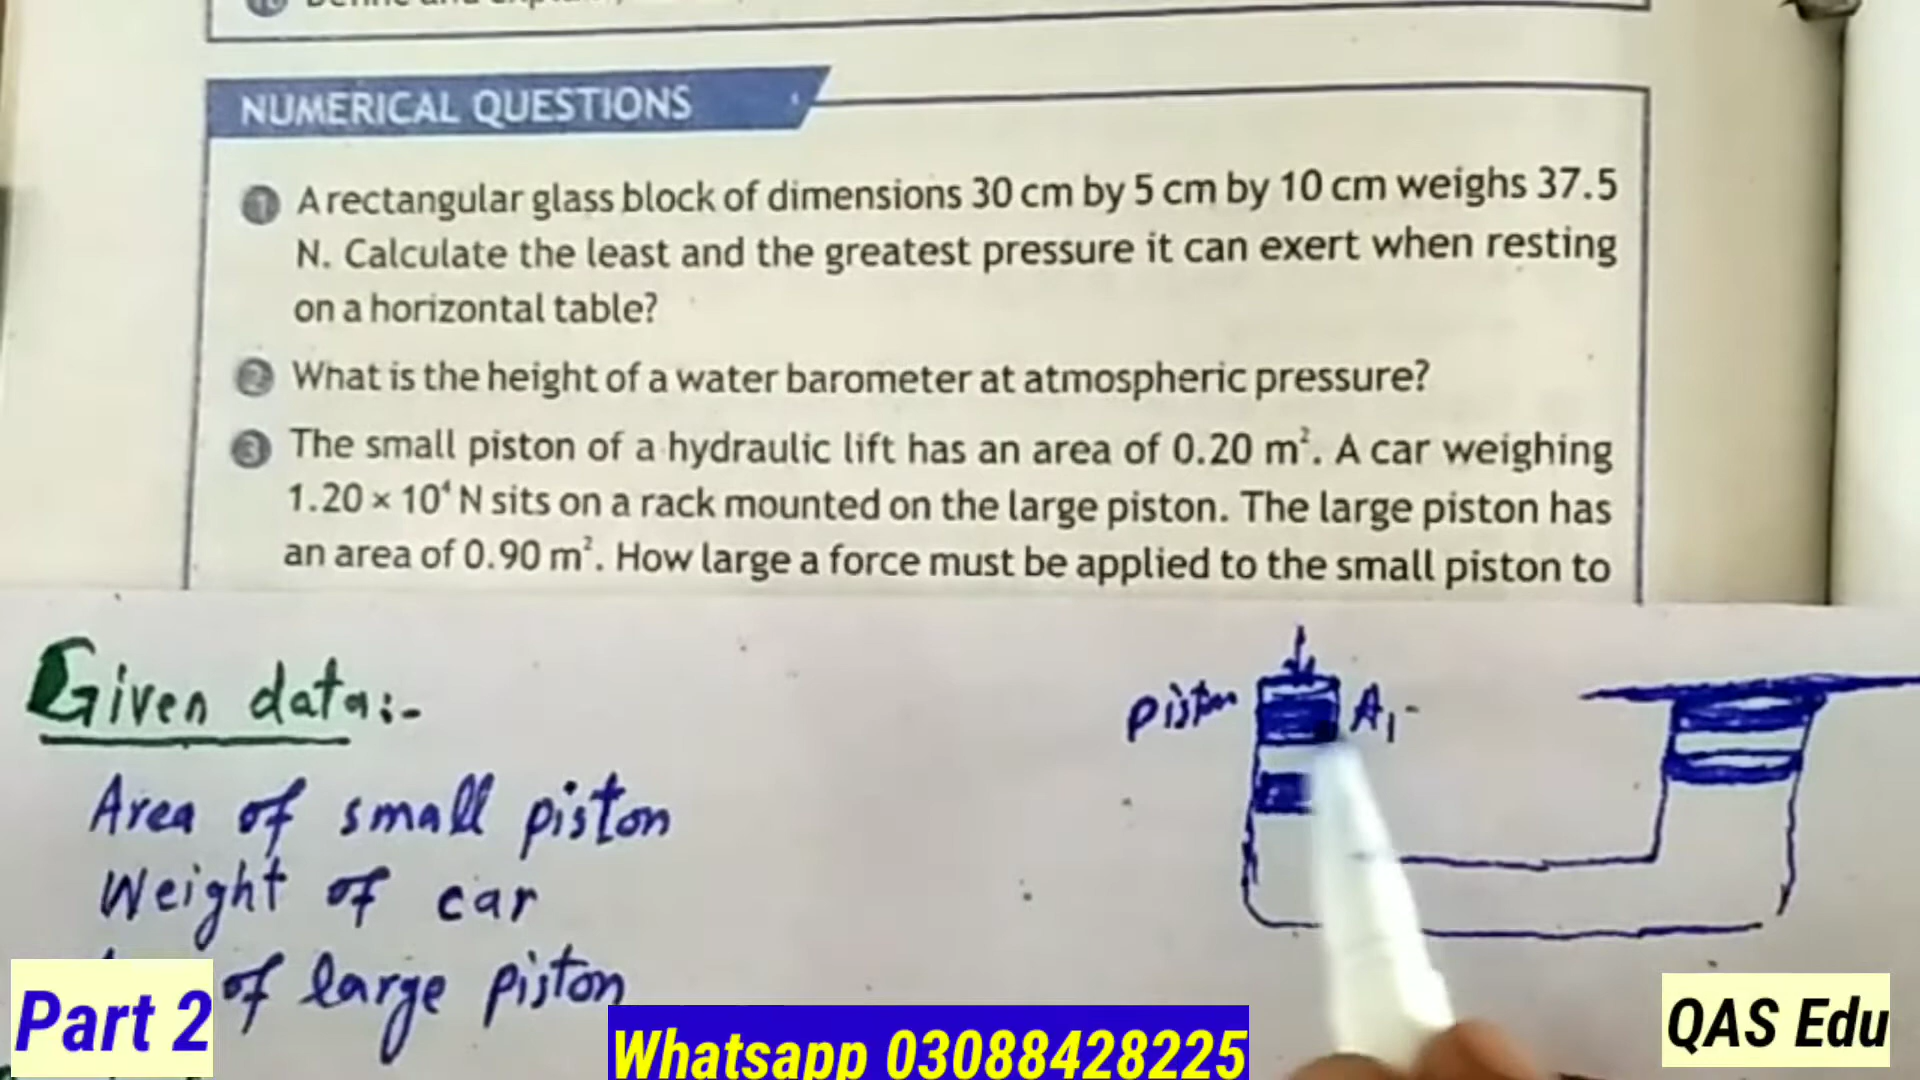 NUMERICAL QUESTIONS
1 A rectangular glass block of dimensions 30 cm by 5 cm by 10 cm weighs 37.5
N. Calculate the least and the greatest pressure it can exert when resting
on a horizontal table?
2 What is the height of a water barometer at atmospheric pressure?
3 The small piston of a hydraulic lift has an area of 0.20 m². A car weighing
1.20 × 10⁴ N sits on a rack mounted on the large piston. The large piston has
an area of 0.90 m². How large a force must be applied to the small piston to
Given data:-
piston A₁-
Area of small piston
Weight of car
of large piston
Part 2
QAS Edu
Whatsapp 03088428225